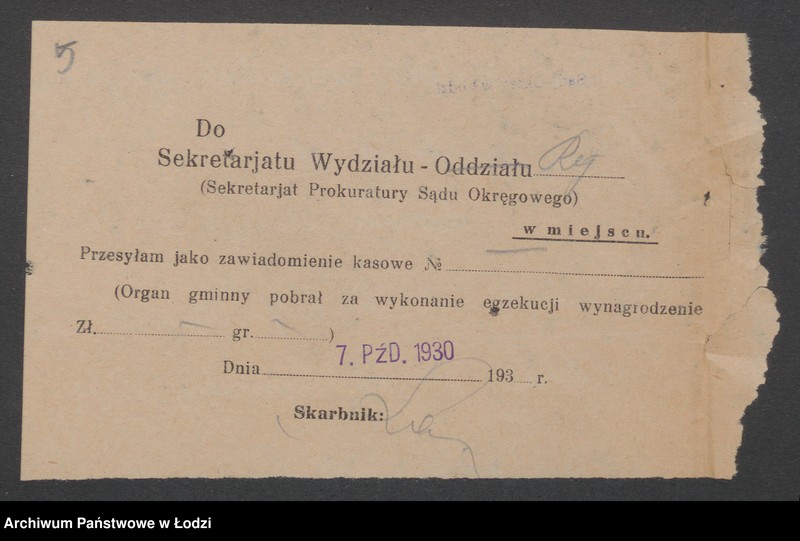 5
Do
Sekretarjatu Wydziału - Oddziału Reg
(Sekretarjat Prokuratury Sądu Okręgowego)
w miejscu.
Przesyłam jako zawiadomienie kasowe №
(Organ gminny pobrał za wykonanie egzekucji wynagrodzenie
Zł. — gr. — )
7. PŹD. 1930
Dnia 193 r.
Skarbnik:
Archiwum Państwowe w Łodzi